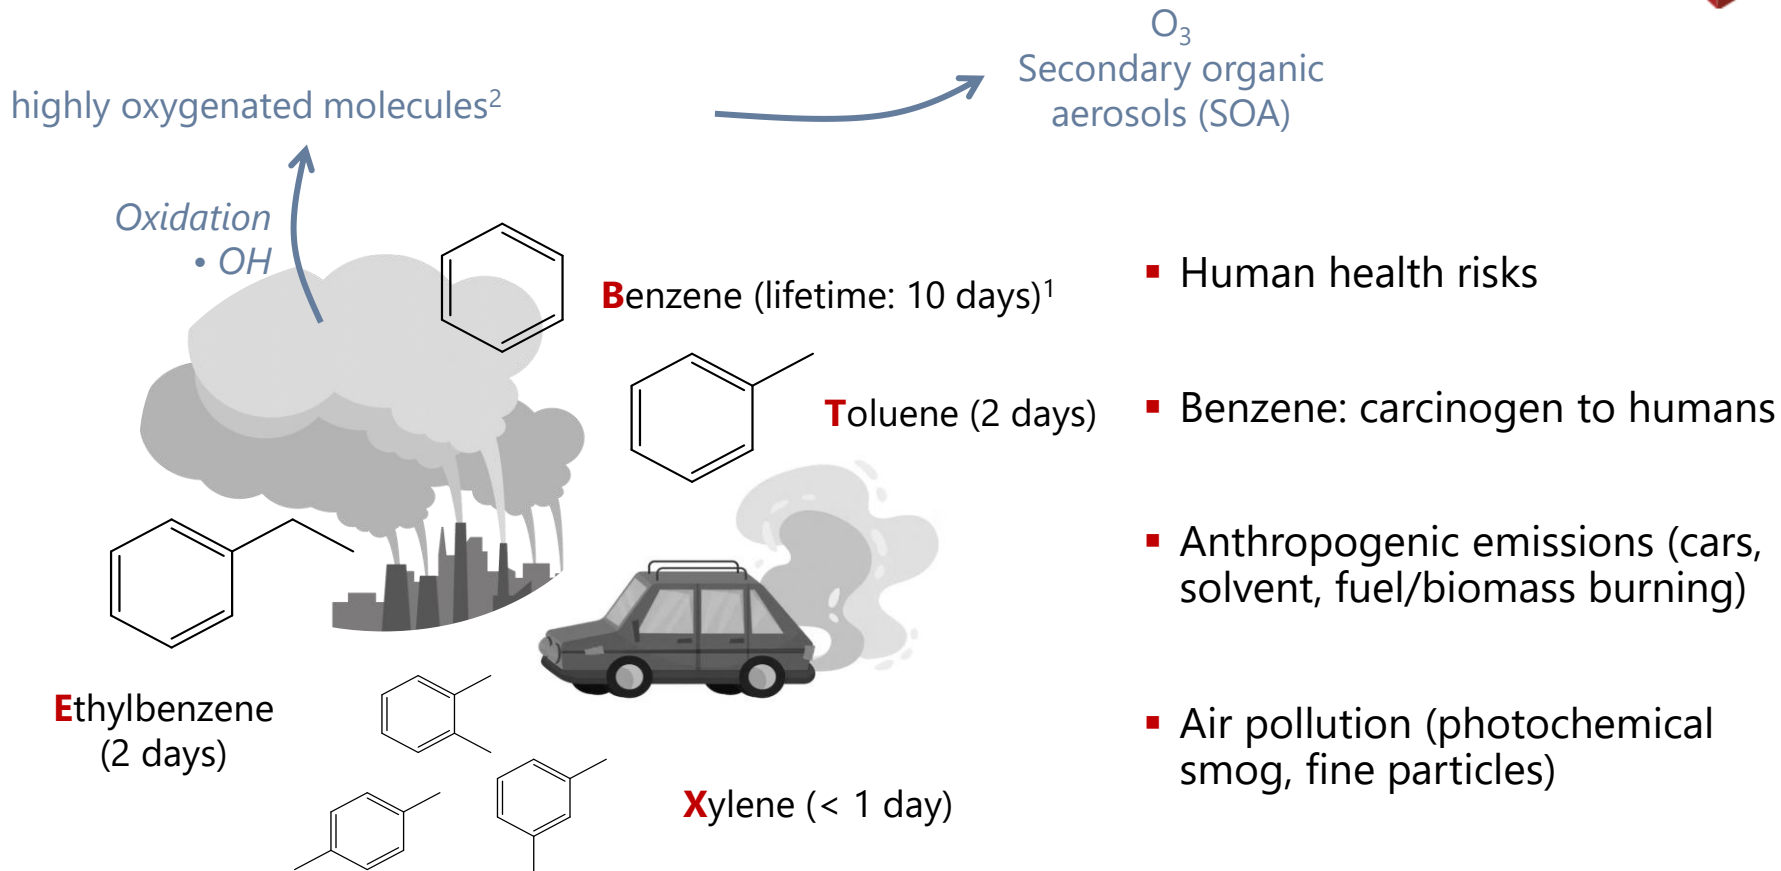 O₃
Secondary organic
aerosols (SOA)
highly oxygenated molecules²
Oxidation
• OH
Benzene (lifetime: 10 days)¹
Toluene (2 days)
Ethylbenzene
(2 days)
Xylene (< 1 day)
▪ Human health risks
▪ Benzene: carcinogen to humans
▪ Anthropogenic emissions (cars,
solvent, fuel/biomass burning)
▪ Air pollution (photochemical
smog, fine particles)